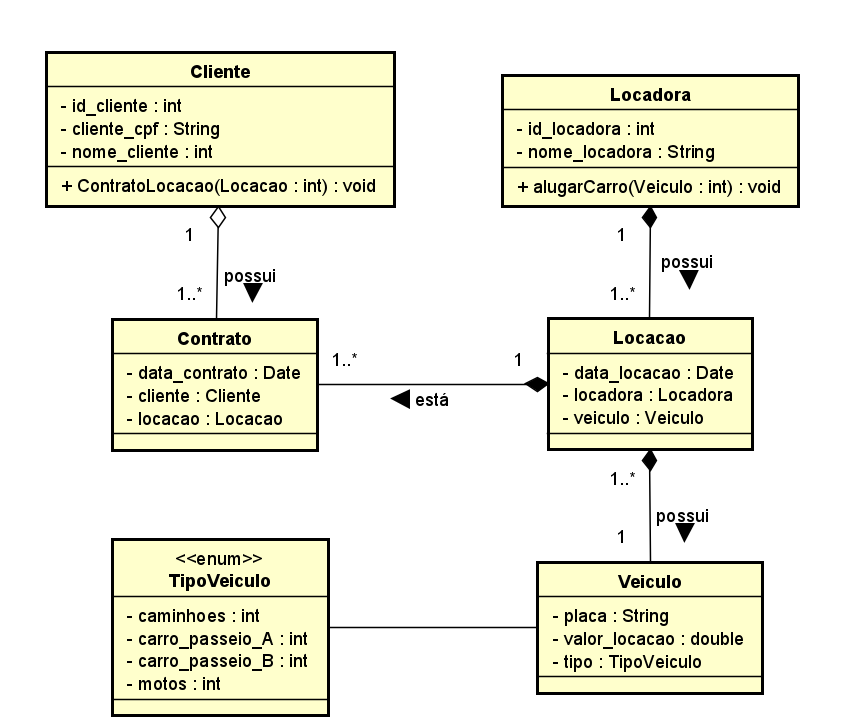 Cliente
- id_cliente : int
- cliente_cpf : String
- nome_cliente : int
+ ContratoLocacao(Locacao : int) : void
Locadora
- id_locadora : int
- nome_locadora : String
+ alugarCarro(Veiculo : int) : void
1
possui
1..*
1
possui
1..*
Contrato
- data_contrato : Date
- cliente : Cliente
- locacao : Locacao
1..*
1
está
Locacao
- data_locacao : Date
- locadora : Locadora
- veiculo : Veiculo
1..*
possui
1
<<enum>>
TipoVeiculo
- caminhoes : int
- carro_passeio_A : int
- carro_passeio_B : int
- motos : int
Veiculo
- placa : String
- valor_locacao : double
- tipo : TipoVeiculo